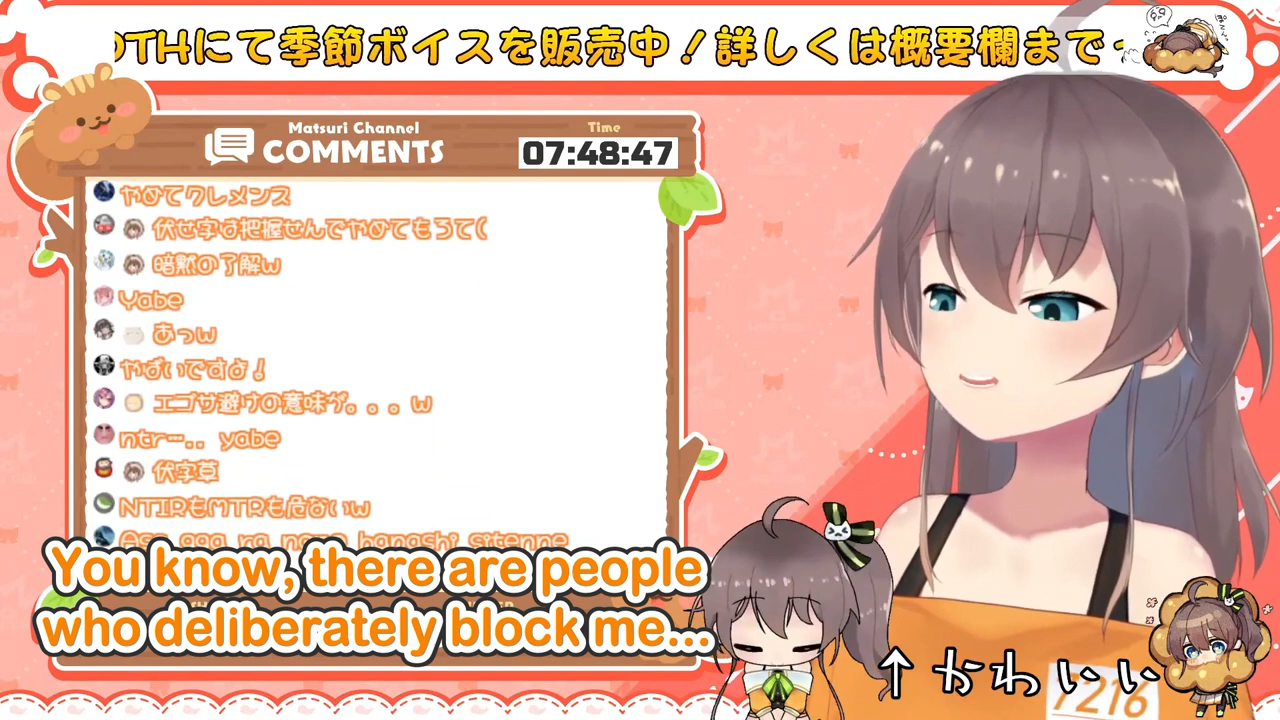 OTHにて季節ボイスを販売中！詳しくは概要欄まで
Matsuri Channel
COMMENTS
Time
07:48:47
やめてクレメンス
伏せ字は把握せんでやめてもろて(
暗黙の了解w
Yabe
あっw
やばいですよ！
エゴサ避けの意味が。。。w
ntr….. yabe
伏字草
NTIRもMTRも危ないw
hanashi sitenne
You know, there are people
who deliberately block me...
↑かわいい
1216